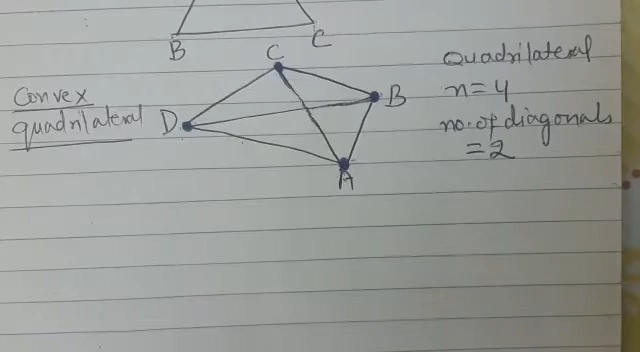 B C
C
Convex
quadrilateral
D
B
A
Quadrilateral
n=4
no. of diagonals
=2